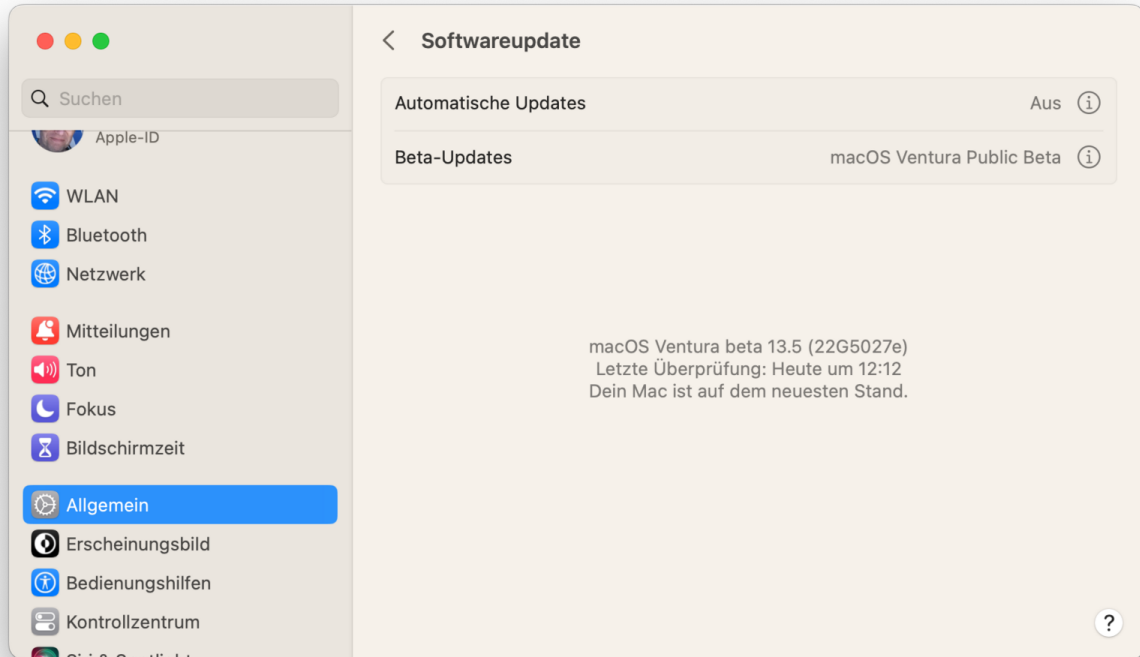 Suchen
Apple-ID
WLAN
Bluetooth
Netzwerk
Mitteilungen
Ton
Fokus
Bildschirmzeit
Allgemein
Erscheinungsbild
Bedienungshilfen
Kontrollzentrum
Softwareupdate
Automatische Updates Aus
Beta-Updates macOS Ventura Public Beta
macOS Ventura beta 13.5 (22G5027e)
Letzte Überprüfung: Heute um 12:12
Dein Mac ist auf dem neuesten Stand.
?